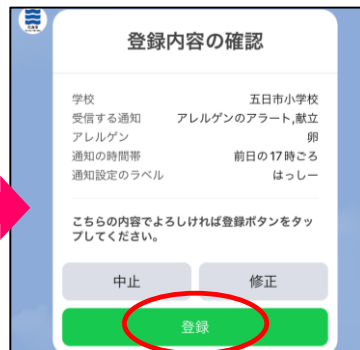 登録内容の確認
学校 五日市小学校
受信する通知 アレルゲンのアラート,献立
アレルゲン 卵
通知の時間帯 前日の17時ごろ
通知設定のラベル はっしー
こちらの内容でよろしければ登録ボタンをタッ
プしてください。
中止 修正
登録